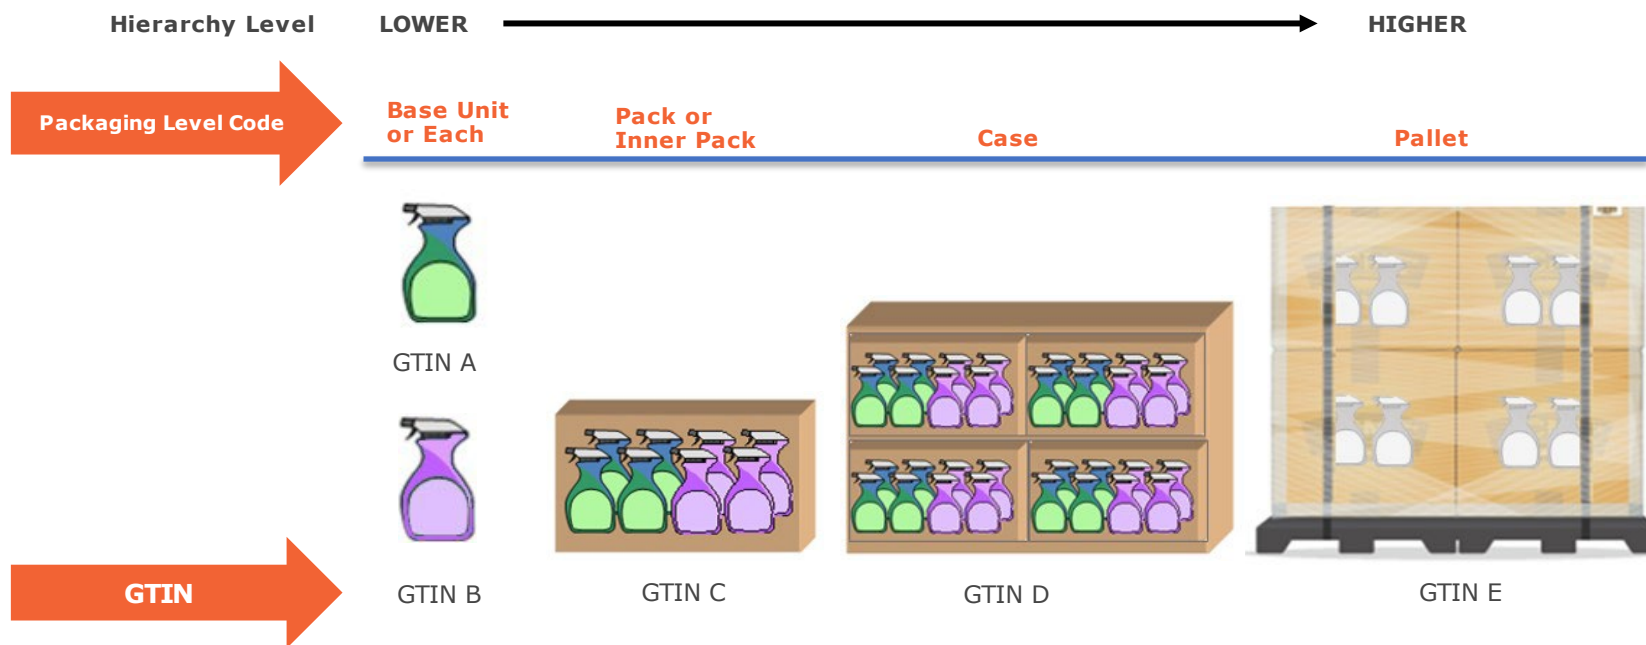 Hierarchy Level LOWER HIGHER
Packaging Level Code
Base Unit
or Each
Pack or
Inner Pack
Case
Pallet
GTIN A
GTIN
GTIN B
GTIN C
GTIN D
GTIN E